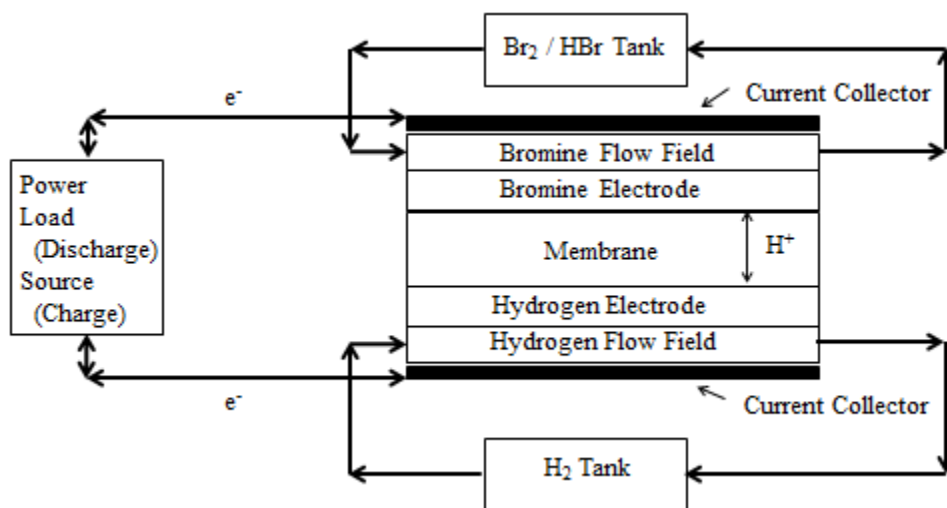 Br₂ / HBr Tank
e⁻
Current Collector
Bromine Flow Field
Bromine Electrode
Power
Load
(Discharge)
Source
(Charge)
Membrane
H⁺
Hydrogen Electrode
Hydrogen Flow Field
e⁻
Current Collector
H₂ Tank